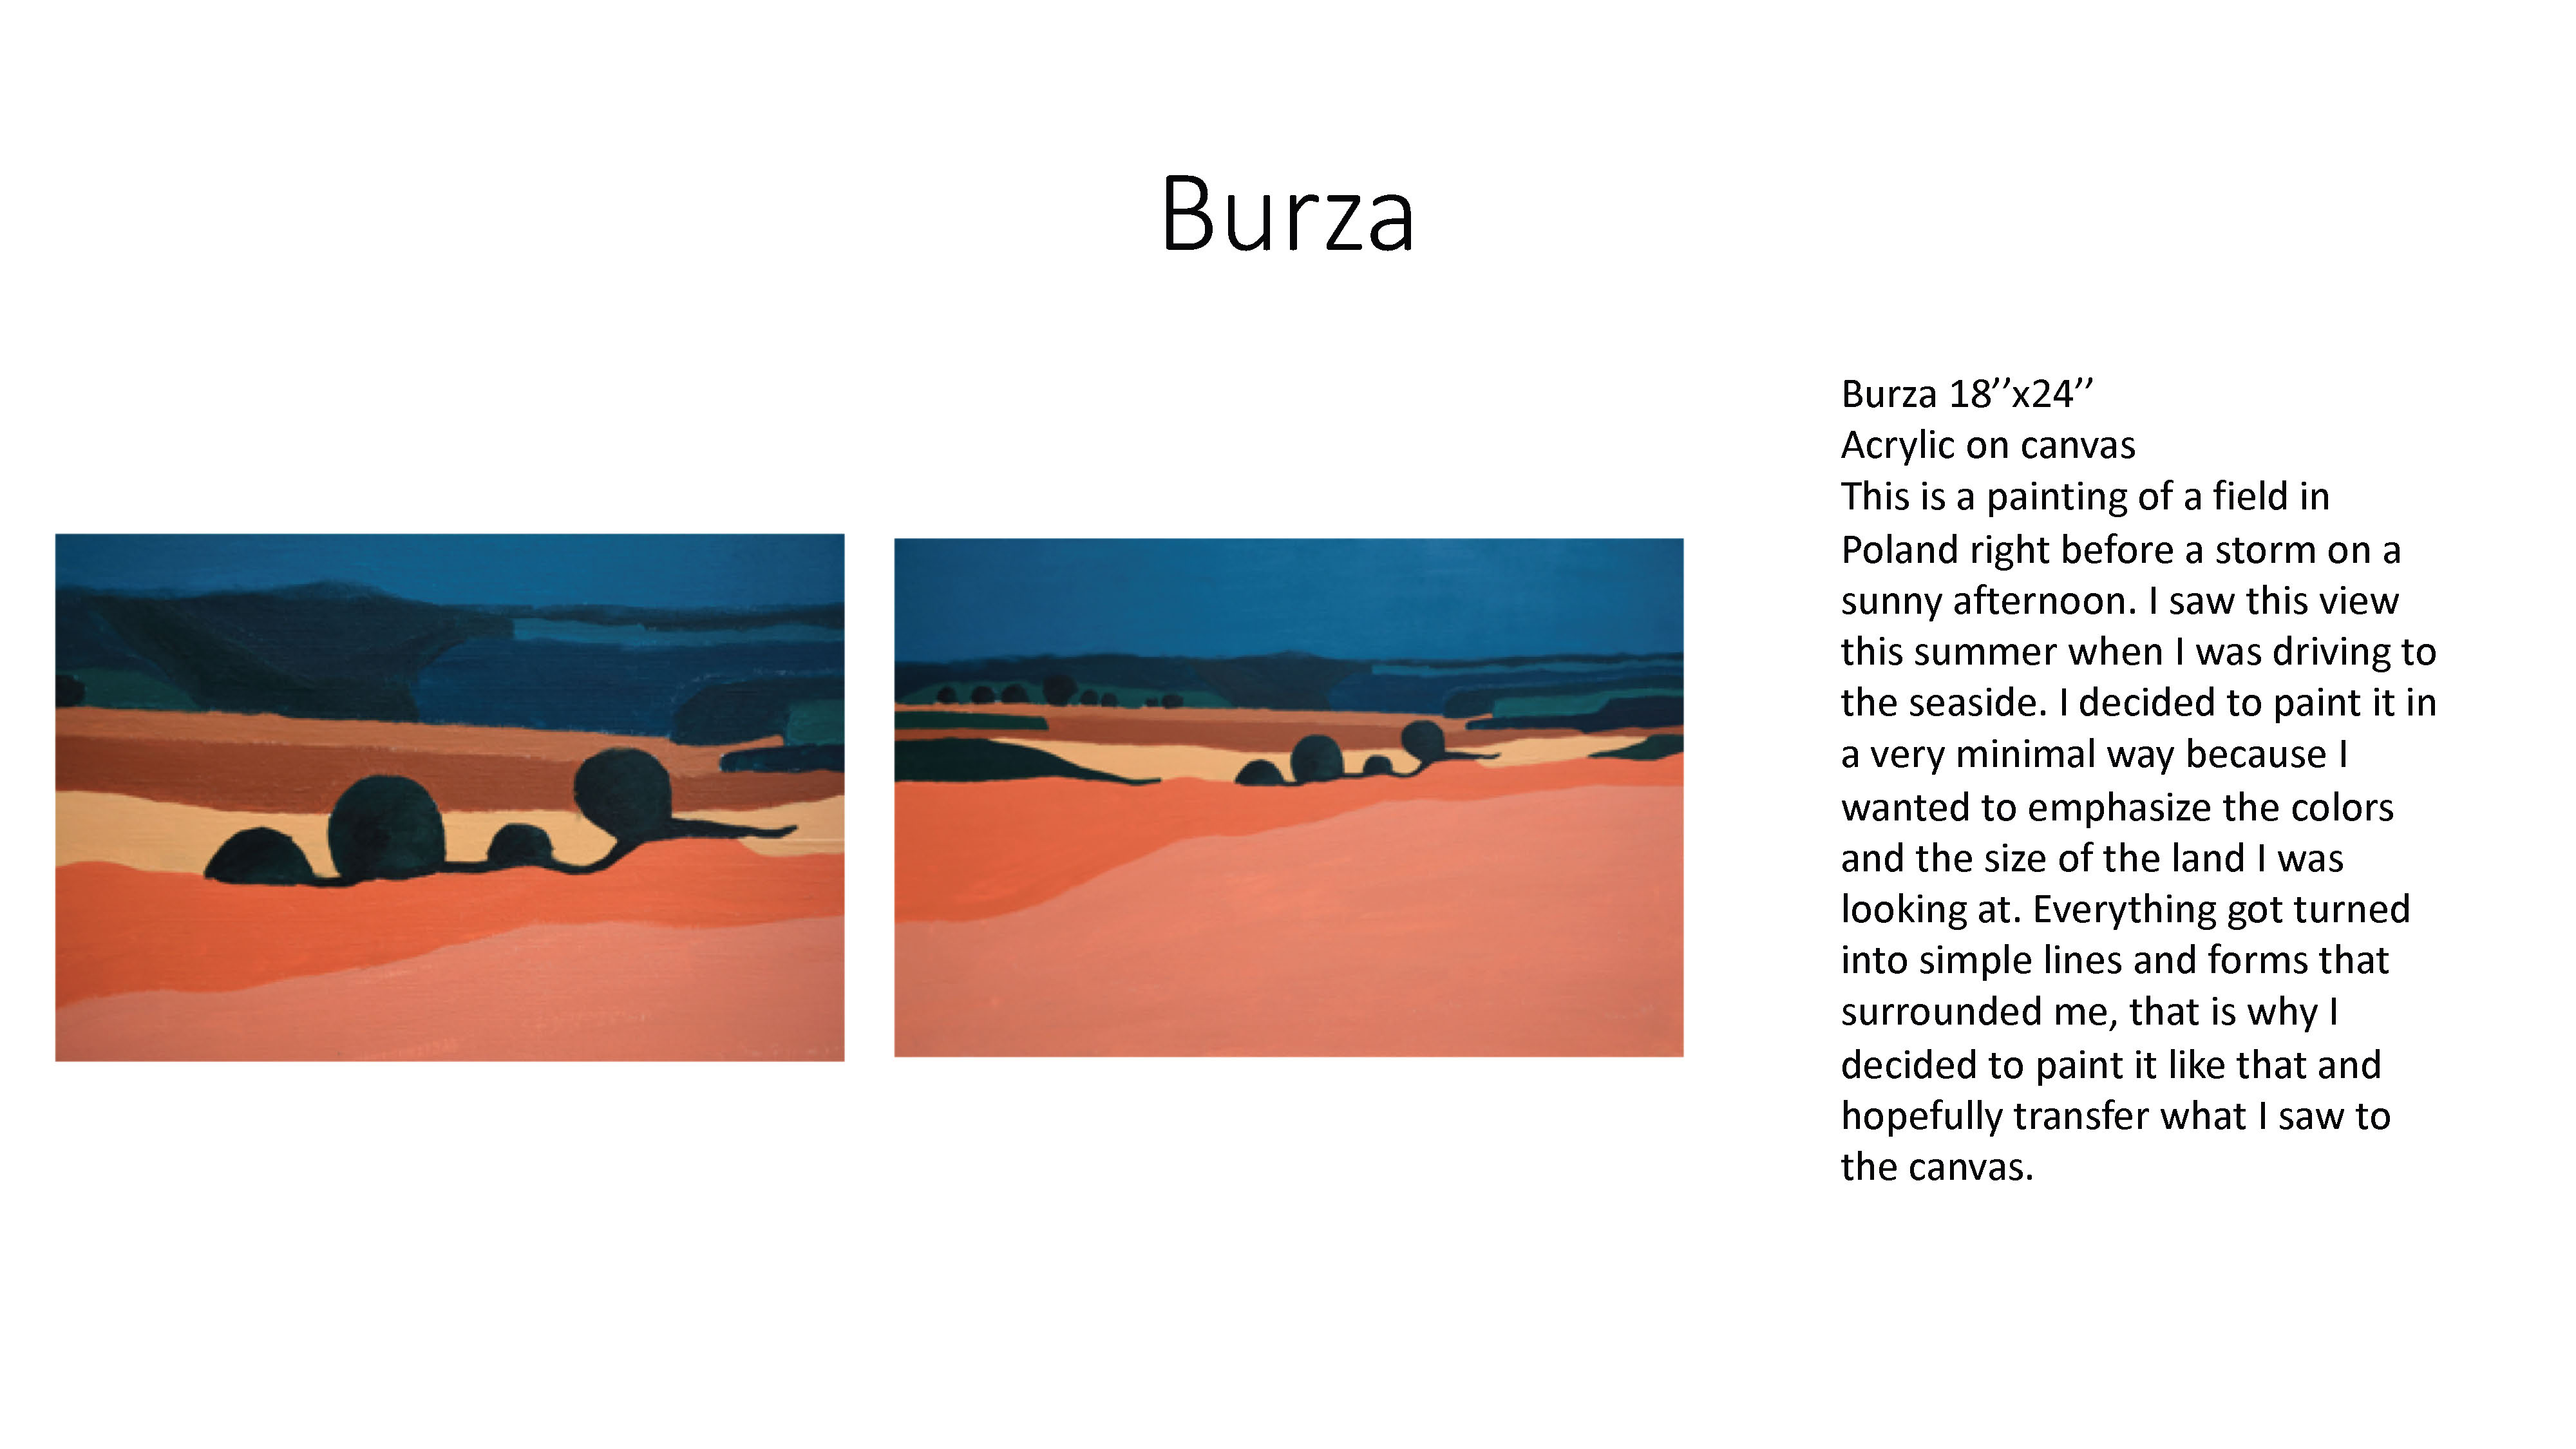 Burza
Burza 18’’x24’’
Acrylic on canvas
This is a painting of a field in
Poland right before a storm on a
sunny afternoon. I saw this view
this summer when I was driving to
the seaside. I decided to paint it in
a very minimal way because I
wanted to emphasize the colors
and the size of the land I was
looking at. Everything got turned
into simple lines and forms that
surrounded me, that is why I
decided to paint it like that and
hopefully transfer what I saw to
the canvas.